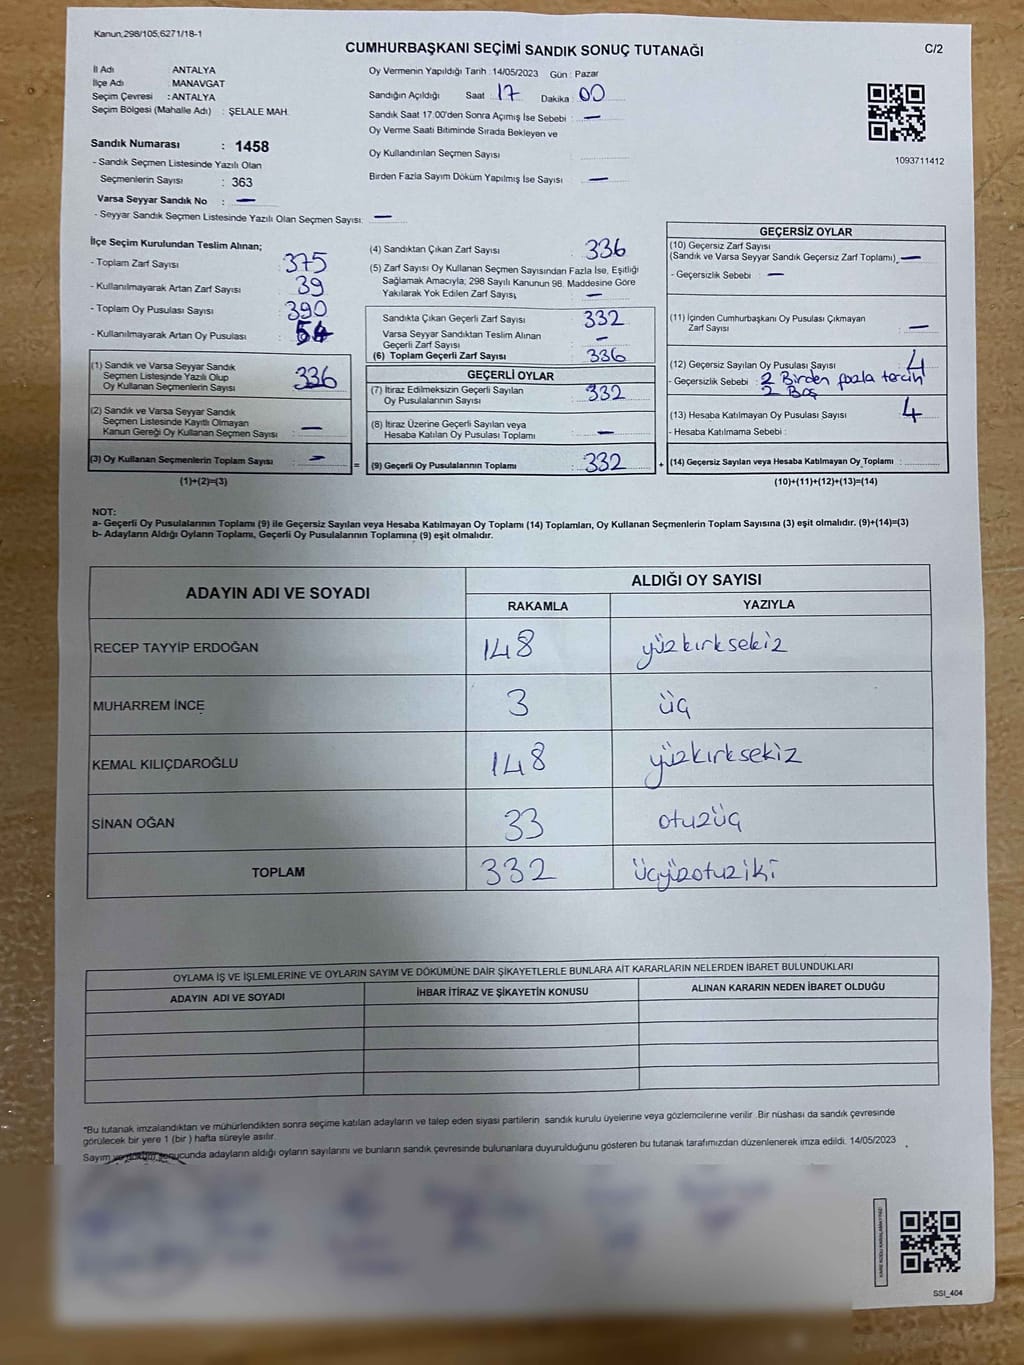 Kanun,298/105,6271/18-1
CUMHURBAŞKANI SEÇİMİ SANDIK SONUÇ TUTANAĞI
C/2
İl Adı : ANTALYA
İlçe Adı : MANAVGAT
Seçim Çevresi : ANTALYA
Seçim Bölgesi (Mahalle Adı) : ŞELALE MAH.
Sandık Numarası : 1458
- Sandık Seçmen Listesinde Yazılı Olan
Seçmenlerin Sayısı : 363
Varsa Seyyar Sandık No : —
- Seyyar Sandık Seçmen Listesinde Yazılı Olan Seçmen Sayısı: —
Oy Vermenin Yapıldığı Tarih : 14/05/2023 Gün : Pazar
Sandığın Açıldığı Saat : 17 Dakika : 00
Sandık Saat 17.00'den Sonra Açımış İse Sebebi : —
Oy Verme Saati Bitiminde Sırada Bekleyen ve
Oy Kullandırılan Seçmen Sayısı :
Birden Fazla Sayım Döküm Yapılmış İse Sayısı : —
1093711412
İlçe Seçim Kurulundan Teslim Alınan;
- Toplam Zarf Sayısı : 375
- Kullanılmayarak Artan Zarf Sayısı : 39
- Toplam Oy Pusulası Sayısı : 390
- Kullanılmayarak Artan Oy Pusulası : 54
(1) Sandık ve Varsa Seyyar Sandık
Seçmen Listesinde Yazılı Olup
Oy Kullanan Seçmenlerin Sayısı : 336
(2) Sandık ve Varsa Seyyar Sandık
Seçmen Listesinde Kayıtlı Olmayan
Kanun Gereği Oy Kullanan Seçmen Sayısı : —
(3) Oy Kullanan Seçmenlerin Toplam Sayısı : —
(1)+(2)=(3)
(4) Sandıktan Çıkan Zarf Sayısı : 336
(5) Zarf Sayısı Oy Kullanan Seçmen Sayısından Fazla İse, Eşitliği
Sağlamak Amacıyla; 298 Sayılı Kanunun 98. Maddesine Göre
Yakılarak Yok Edilen Zarf Sayısı : —
Sandıkta Çıkan Geçerli Zarf Sayısı : 332
Varsa Seyyar Sandıktan Teslim Alınan
Geçerli Zarf Sayısı : —
(6) Toplam Geçerli Zarf Sayısı : 336
GEÇERLİ OYLAR
(7) İtiraz Edilmeksizin Geçerli Sayılan
Oy Pusulalarının Sayısı : 332
(8) İtiraz Üzerine Geçerli Sayılan veya
Hesaba Katılan Oy Pusulası Toplamı : —
= (9) Geçerli Oy Pusulalarının Toplamı : 332
GEÇERSİZ OYLAR
(10) Geçersiz Zarf Sayısı
(Sandık ve Varsa Seyyar Sandık Geçersiz Zarf Toplamı) : —
- Geçersizlik Sebebi : —
(11) İçinden Cumhurbaşkanı Oy Pusulası Çıkmayan
Zarf Sayısı : —
(12) Geçersiz Sayılan Oy Pusulası Sayısı : 4
- Geçersizlik Sebebi : 2 Birden fazla tercih
2 Boş
(13) Hesaba Katılmayan Oy Pusulası Sayısı : 4
- Hesaba Katılmama Sebebi :
+ (14) Geçersiz Sayılan veya Hesaba Katılmayan Oy Toplamı :
(10)+(11)+(12)+(13)=(14)
NOT:
a- Geçerli Oy Pusulalarının Toplamı (9) ile Geçersiz Sayılan veya Hesaba Katılmayan Oy Toplamı (14) Toplamları, Oy Kullanan Seçmenlerin Toplam Sayısına (3) eşit olmalıdır. (9)+(14)=(3)
b- Adayların Aldığı Oyların Toplamı, Geçerli Oy Pusulalarının Toplamına (9) eşit olmalıdır.
ADAYIN ADI VE SOYADI
ALDIĞI OY SAYISI
RAKAMLA YAZIYLA
RECEP TAYYİP ERDOĞAN 148 yüzkırksekiz
MUHARREM İNCE 3 üç
KEMAL KILIÇDAROĞLU 148 yüzkırksekiz
SİNAN OĞAN 33 otuzüç
TOPLAM 332 üçyüzotuziki
OYLAMA İŞ VE İŞLEMLERİNE VE OYLARIN SAYIM VE DÖKÜMÜNE DAİR ŞİKAYETLERLE BUNLARA AİT KARARLARIN NELERDEN İBARET BULUNDUKLARI
ADAYIN ADI VE SOYADI İHBAR İTİRAZ VE ŞİKAYETİN KONUSU ALINAN KARARIN NEDEN İBARET OLDUĞU
*Bu tutanak imzalandıktan ve mühürlendikten sonra seçime katılan adayların ve talep eden siyasi partilerin sandık kurulu üyelerine veya gözlemcilerine verilir. Bir nüshası da sandık çevresinde
görülecek bir yere 1 (bir ) hafta süreyle asılır.
Sayım ve döküm sonucunda adayların aldığı oyların sayılarını ve bunların sandık çevresinde bulunanlara duyurulduğunu gösteren bu tutanak tarafımızdan düzenlenerek imza edildi. 14/05/2023
KARE KODU KARALAMAYINIZ!
SSI_404